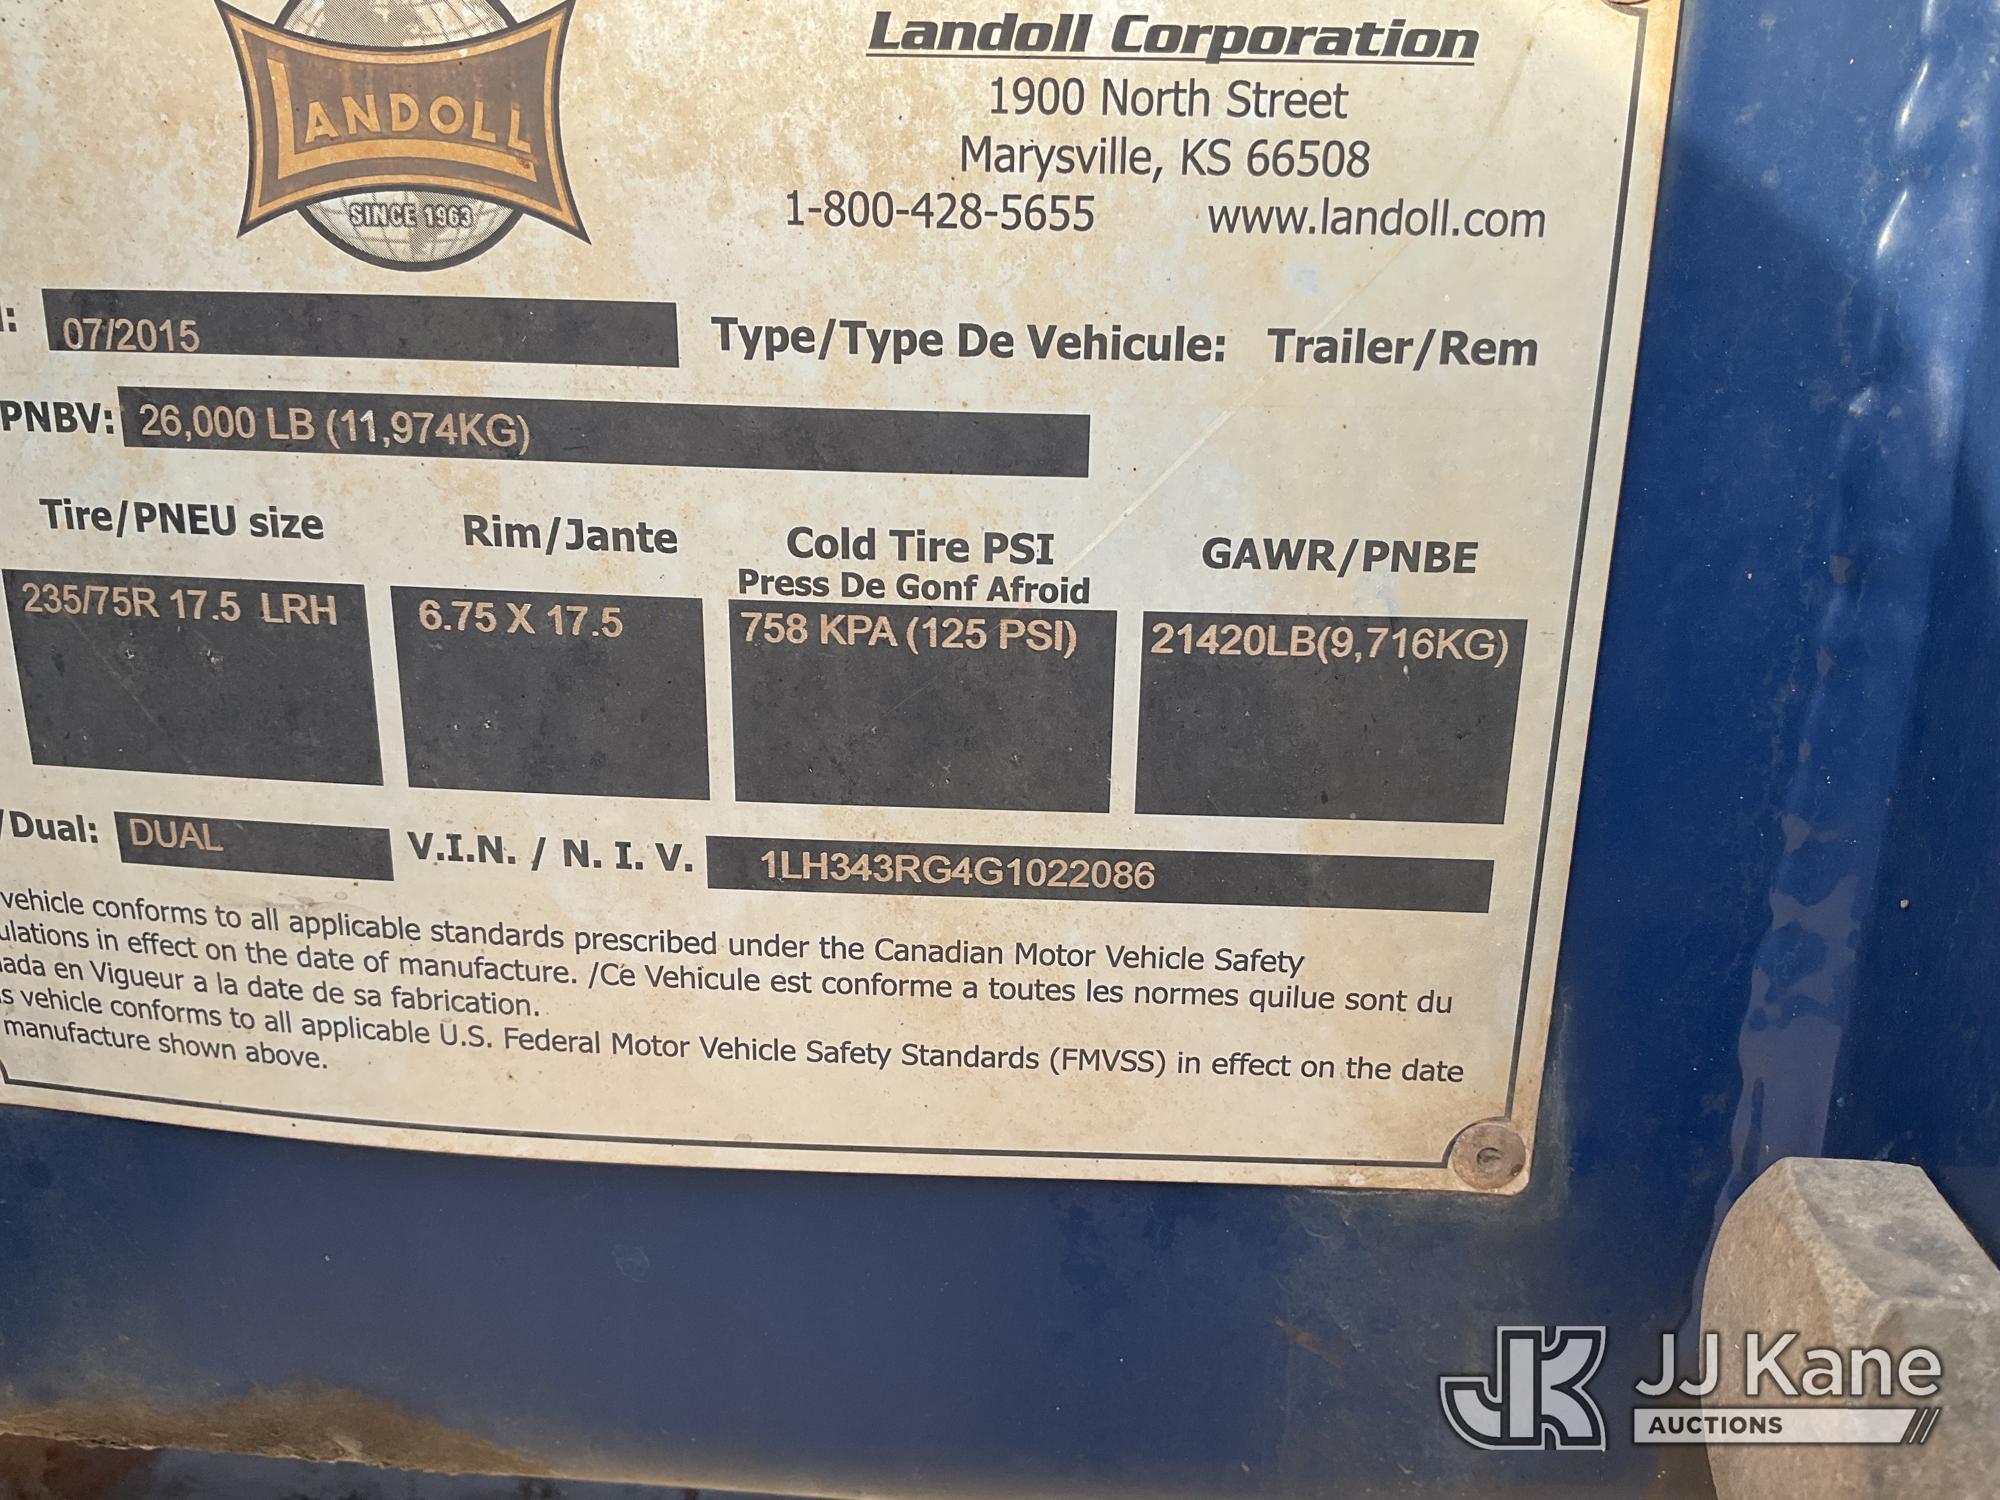 LANDOLL
SINCE 1963
Landoll Corporation
1900 North Street
Marysville, KS 66508
1-800-428-5655 www.landoll.com
: 07/2015 Type/Type De Vehicule: Trailer/Rem
PNBV: 26,000 LB (11,974KG)
Tire/PNEU size Rim/Jante Cold Tire PSI GAWR/PNBE
Press De Gonf Afroid
235/75R 17.5 LRH 6.75 X 17.5 758 KPA (125 PSI) 21420LB(9,716KG)
/Dual: DUAL V.I.N. / N. I. V. 1LH343RG4G1022086
vehicle conforms to all applicable standards prescribed under the Canadian Motor Vehicle Safety
ulations in effect on the date of manufacture. /Ce Vehicule est conforme a toutes les normes quilue sont du
nada en Vigueur a la date de sa fabrication.
s vehicle conforms to all applicable U.S. Federal Motor Vehicle Safety Standards (FMVSS) in effect on the date
manufacture shown above.
JK JJ Kane
AUCTIONS